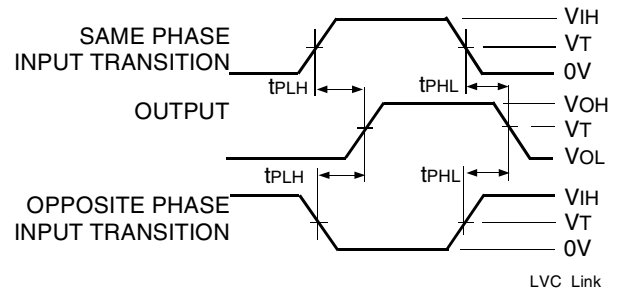 SAME PHASE
INPUT TRANSITION
VIH
VT
0V
tPLH
tPHL
OUTPUT
VOH
VT
VOL
tPLH
tPHL
OPPOSITE PHASE
INPUT TRANSITION
VIH
VT
0V
LVC Link